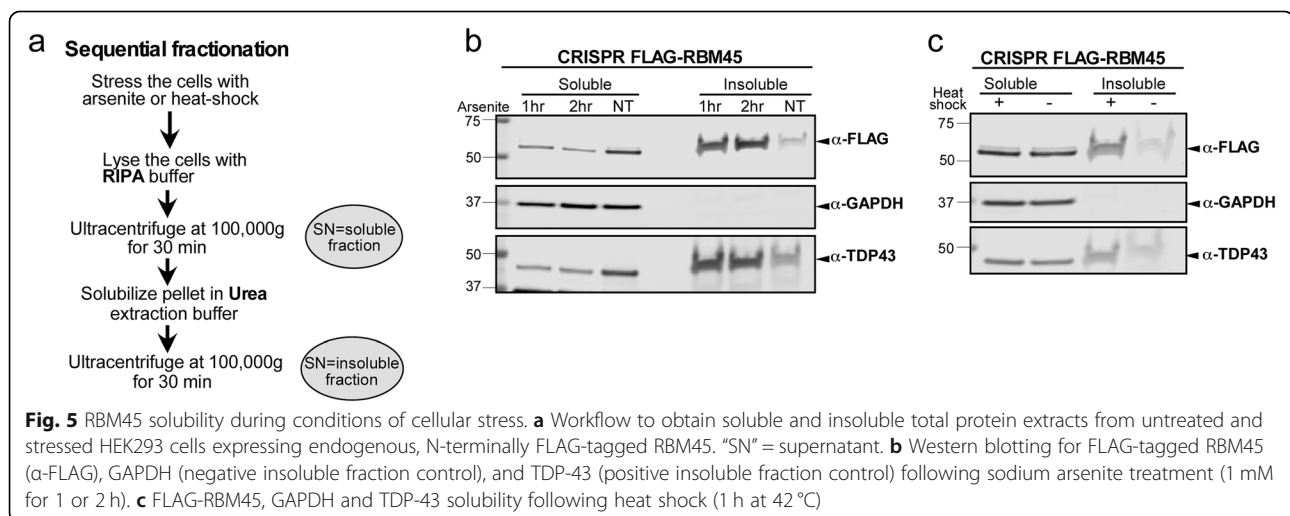 a
Sequential fractionation
Stress the cells with
arsenite or heat-shock
Lyse the cells with
RIPA buffer
Ultracentrifuge at 100,000g
for 30 min
SN=soluble
fraction
Solubilize pellet in Urea
extraction buffer
Ultracentrifuge at 100,000g
for 30 min
SN=insoluble
fraction
b
CRISPR FLAG-RBM45
Soluble Insoluble
Arsenite 1hr 2hr NT 1hr 2hr NT
75
50
α-FLAG
37
α-GAPDH
50
37
α-TDP43
c
CRISPR FLAG-RBM45
Soluble Insoluble
Heat
shock + - + -
75
50
α-FLAG
37
α-GAPDH
50
α-TDP43
Fig. 5 RBM45 solubility during conditions of cellular stress. a Workflow to obtain soluble and insoluble total protein extracts from untreated and
stressed HEK293 cells expressing endogenous, N-terminally FLAG-tagged RBM45. “SN” = supernatant. b Western blotting for FLAG-tagged RBM45
(α-FLAG), GAPDH (negative insoluble fraction control), and TDP-43 (positive insoluble fraction control) following sodium arsenite treatment (1 mM
for 1 or 2 h). c FLAG-RBM45, GAPDH and TDP-43 solubility following heat shock (1 h at 42 °C)